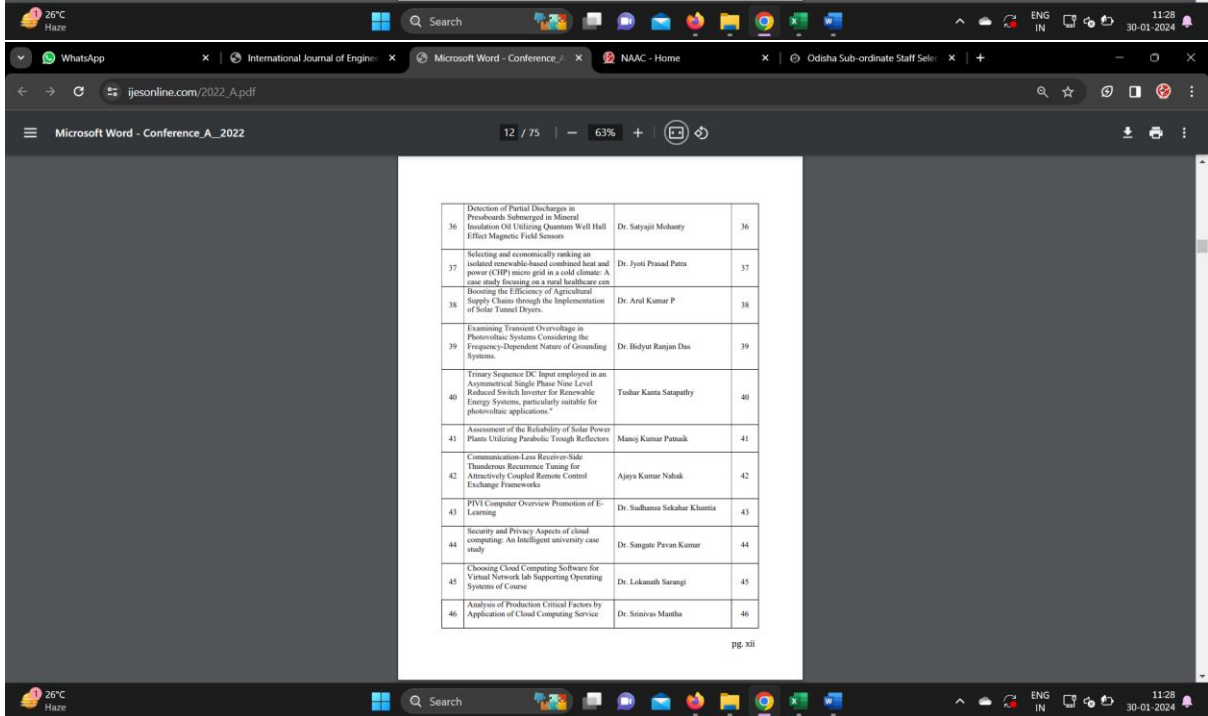 1
26°C
Haze
Search
ENG
IN
11:28
30-01-2024
WhatsApp
International Journal of Engine
Microsoft Word - Conference_A
NAAC - Home
Odisha Sub-ordinate Staff Sele
ijesonline.com/2022_A.pdf
Microsoft Word - Conference_A__2022
12 / 75
63%
36
Detection of Partial Discharges in
Pressboards Submerged in Mineral
Insulation Oil Utilizing Quantum Well Hall
Effect Magnetic Field Sensors
Dr. Satyajit Mohanty
36
37
Selecting and economically ranking an
isolated renewable-based combined heat and
power (CHP) micro grid in a cold climate: A
case study focusing on a rural healthcare cen
Dr. Jyoti Prasad Patra
37
38
Boosting the Efficiency of Agricultural
Supply Chains through the Implementation
of Solar Tunnel Dryers.
Dr. Arul Kumar P
38
39
Examining Transient Overvoltage in
Photovoltaic Systems Considering the
Frequency-Dependent Nature of Grounding
Systems.
Dr. Bidyut Ranjan Das
39
40
Trinary Sequence DC Input employed in an
Asymmetrical Single Phase Nine Level
Reduced Switch Inverter for Renewable
Energy Systems, particularly suitable for
photovoltaic applications."
Tushar Kanta Satapathy
40
41
Assessment of the Reliability of Solar Power
Plants Utilizing Parabolic Trough Reflectors
Manoj Kumar Patnaik
41
42
Communication-Less Receiver-Side
Thunderous Recurrence Tuning for
Attractively Coupled Remote Control
Exchange Frameworks
Ajaya Kumar Nahak
42
43
PIVI Computer Overview Promotion of E-
Learning
Dr. Sudhansu Sekahar Khuntia
43
44
Security and Privacy Aspects of cloud
computing: An Intelligent university case
study
Dr. Sangate Pavan Kumar
44
45
Choosing Cloud Computing Software for
Virtual Network lab Supporting Operating
Systems of Course
Dr. Lokanath Sarangi
45
46
Analysis of Production Critical Factors by
Application of Cloud Computing Service
Dr. Srinivas Mantha
46
pg. xii
1
26°C
Haze
Search
ENG
IN
11:28
30-01-2024